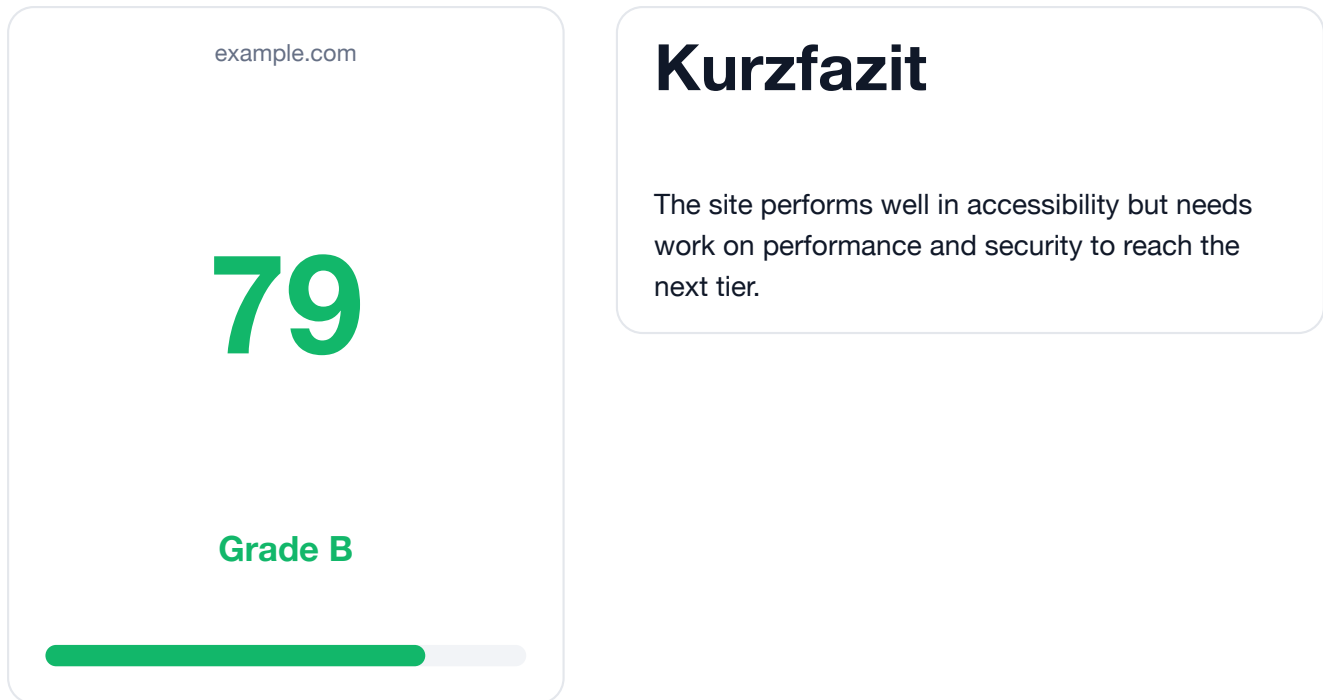 example.com
79
Grade B
Kurzfazit
The site performs well in accessibility but needs
work on performance and security to reach the
next tier.